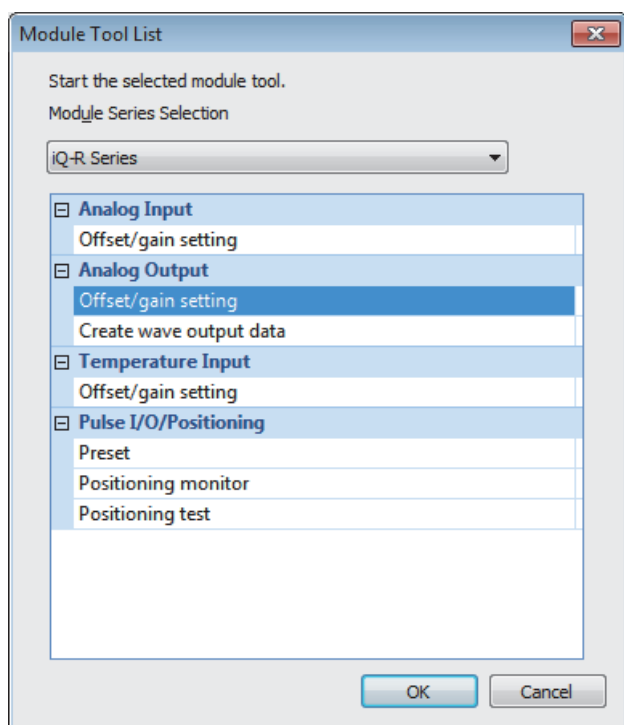 Module Tool List
Start the selected module tool.
Module Series Selection
iQ-R Series
Analog Input
Offset/gain setting
Analog Output
Offset/gain setting
Create wave output data
Temperature Input
Offset/gain setting
Pulse I/O/Positioning
Preset
Positioning monitor
Positioning test
OK Cancel